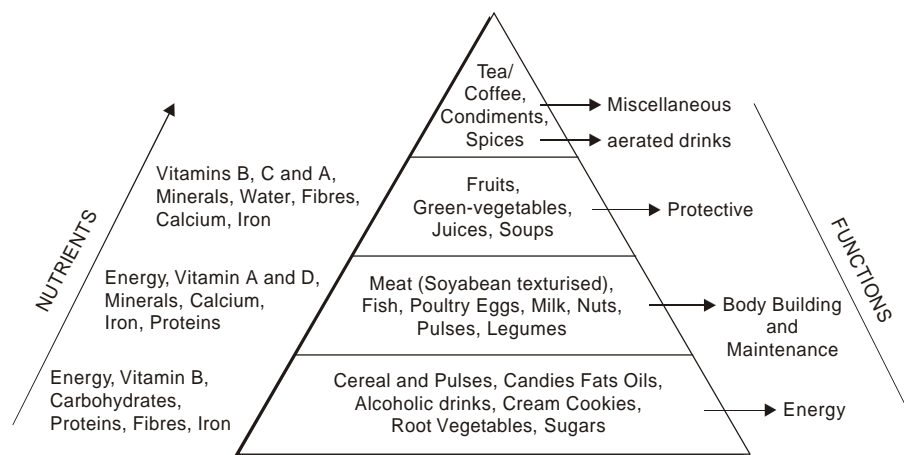 Tea/
Coffee,
Condiments,
Spices
Miscellaneous
aerated drinks
Vitamins B, C and A,
Minerals, Water, Fibres,
Calcium, Iron
Fruits,
Green-vegetables,
Juices, Soups
Protective
NUTRIENTS
FUNCTIONS
Energy, Vitamin A and D,
Minerals, Calcium,
Iron, Proteins
Meat (Soyabean texturised),
Fish, Poultry Eggs, Milk, Nuts,
Pulses, Legumes
Body Building
and
Maintenance
Energy, Vitamin B,
Carbohydrates,
Proteins, Fibres, Iron
Cereal and Pulses, Candies Fats Oils,
Alcoholic drinks, Cream Cookies,
Root Vegetables, Sugars
Energy